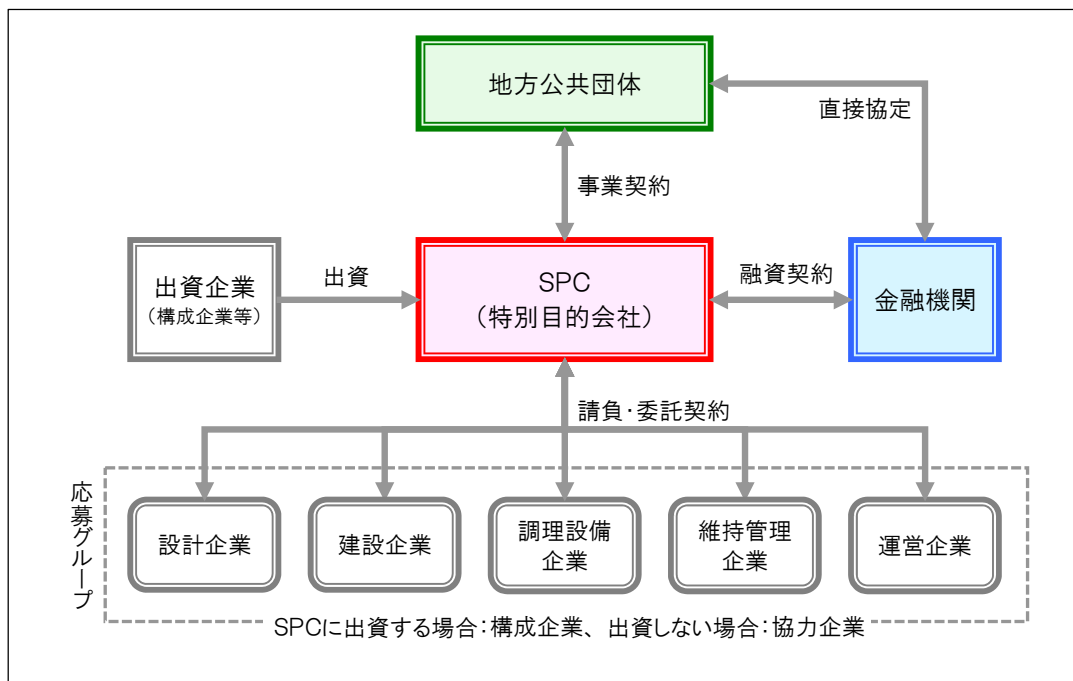 地方公共団体
直接協定
事業契約
出資企業
（構成企業等）
出資
SPC
（特別目的会社）
融資契約
金融機関
請負・委託契約
応募グループ
設計企業
建設企業
調理設備
企業
維持管理
企業
運営企業
SPCに出資する場合：構成企業、出資しない場合：協力企業